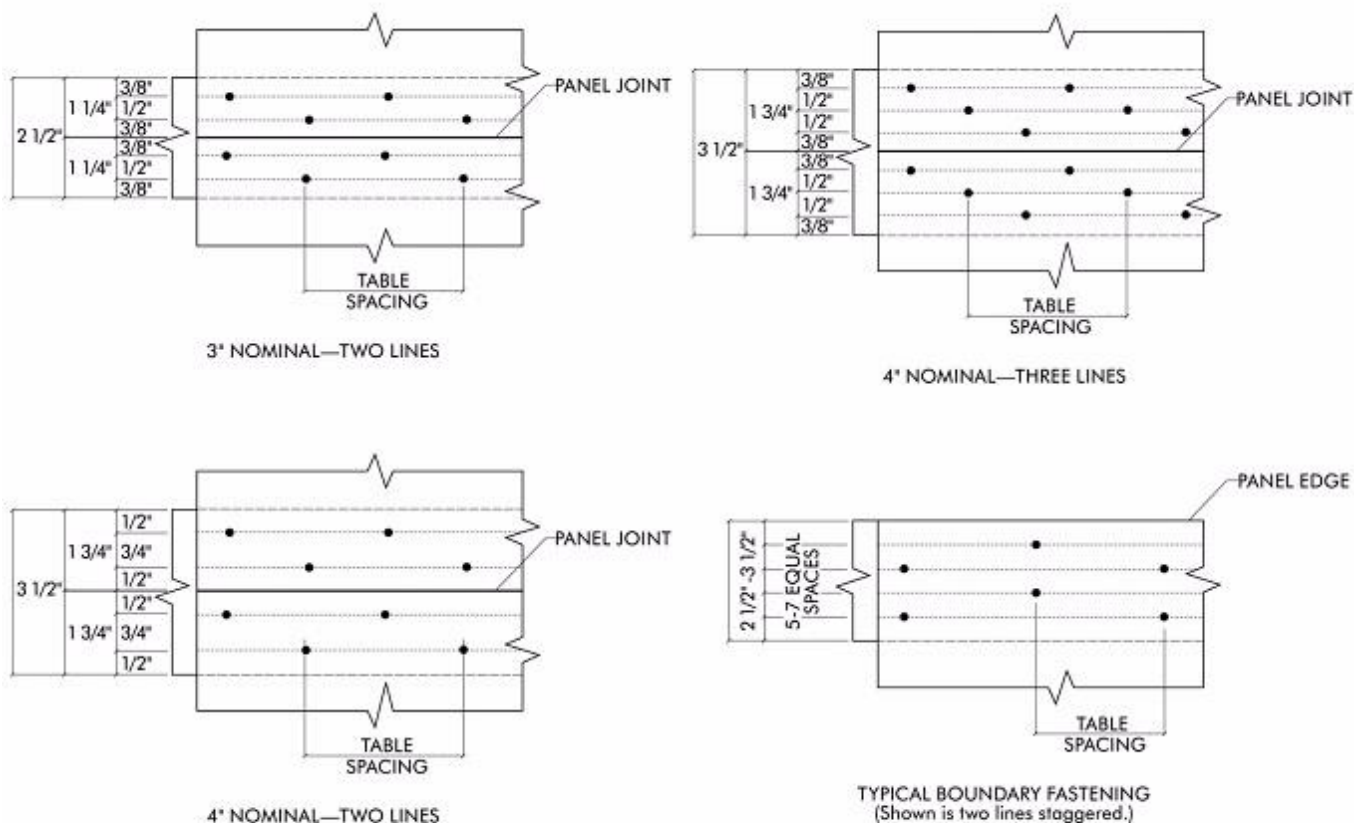 3/8"
1/2"
3/8"
3/8"
1/2"
3/8"
1 1/4"
1 1/4"
2 1/2"
PANEL JOINT
TABLE
SPACING
3" NOMINAL—TWO LINES
3/8"
1/2"
1/2"
3/8"
3/8"
1/2"
1/2"
3/8"
1 3/4"
1 3/4"
3 1/2"
PANEL JOINT
TABLE
SPACING
4" NOMINAL—THREE LINES
1/2"
3/4"
1/2"
1/2"
3/4"
1/2"
1 3/4"
1 3/4"
3 1/2"
PANEL JOINT
TABLE
SPACING
4" NOMINAL—TWO LINES
PANEL EDGE
2 1/2" -3 1/2"
5-7 EQUAL
SPACES
TABLE
SPACING
TYPICAL BOUNDARY FASTENING
(Shown is two lines staggered.)